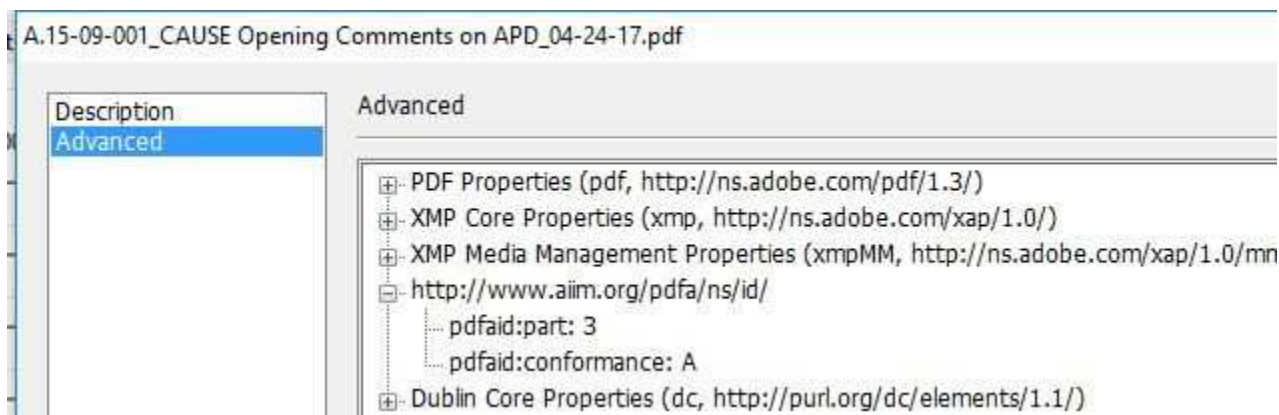 A.15-09-001_CAUSE Opening Comments on APD_04-24-17.pdf
Description
Advanced
Advanced
PDF Properties (pdf, http://ns.adobe.com/pdf/1.3/)
XMP Core Properties (xmp, http://ns.adobe.com/xap/1.0/)
XMP Media Management Properties (xmpMM, http://ns.adobe.com/xap/1.0/mm
http://www.aiim.org/pdfa/ns/id/
pdfaid:part: 3
pdfaid:conformance: A
Dublin Core Properties (dc, http://purl.org/dc/elements/1.1/)